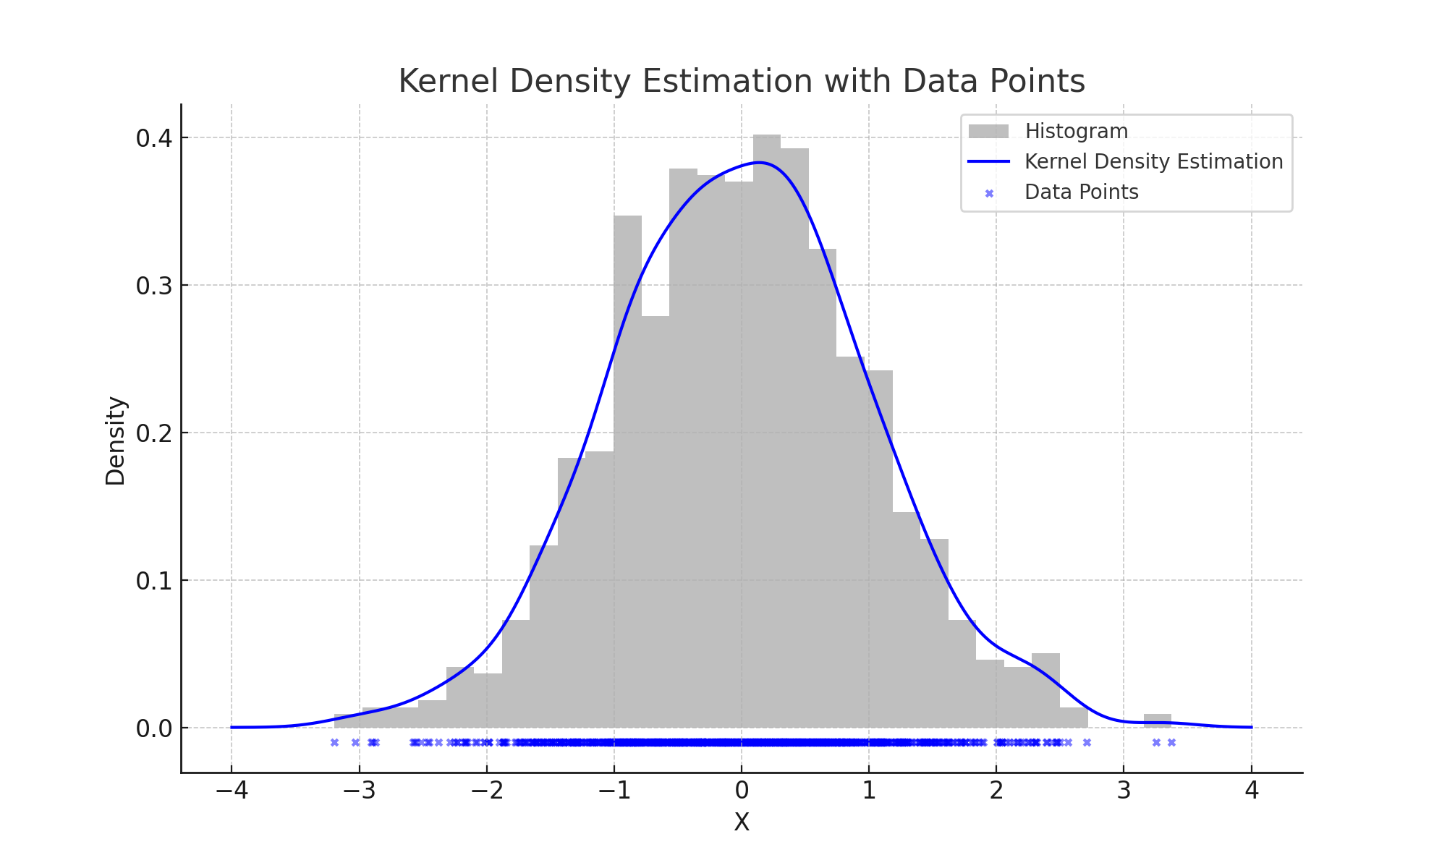 Kernel Density Estimation with Data Points
Histogram
Kernel Density Estimation
Data Points
0.4
0.3
0.2
0.1
0.0
Density
−4 −3 −2 −1 0 1 2 3 4
X